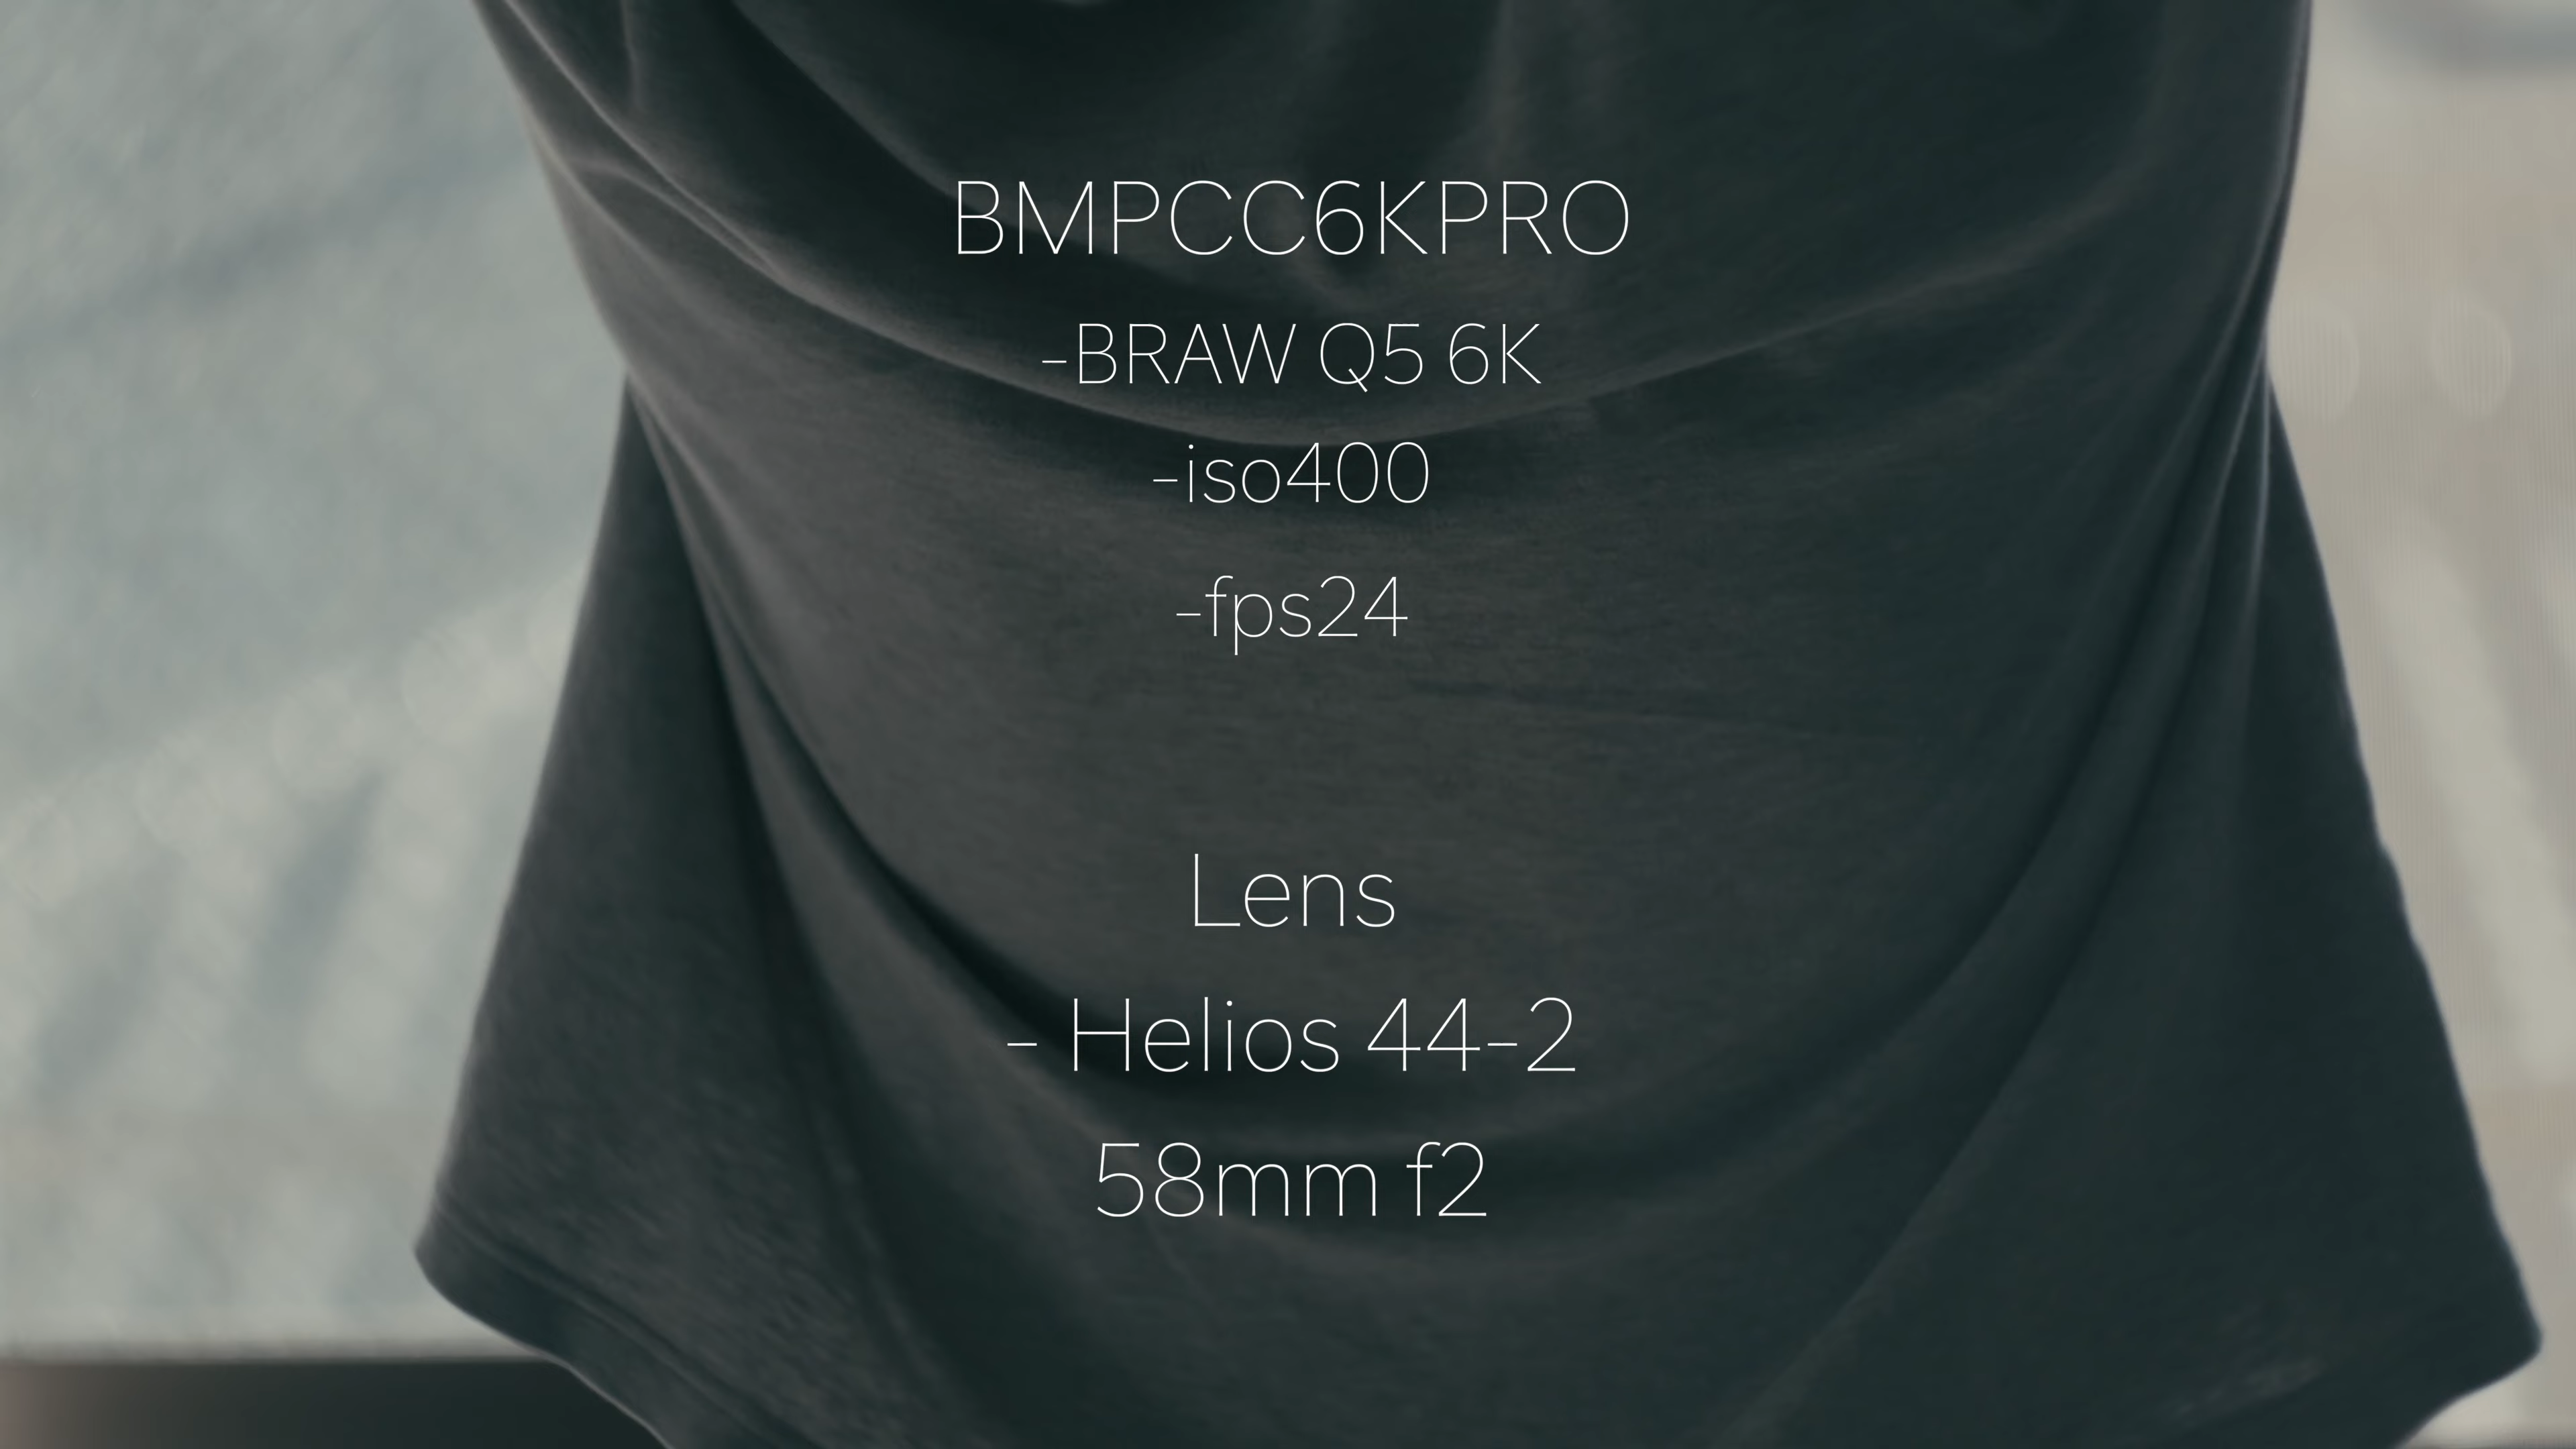 BMPCC6KPRO
-BRAW Q5 6K
-iso400
-fps24
Lens
- Helios 44-2
58mm f2